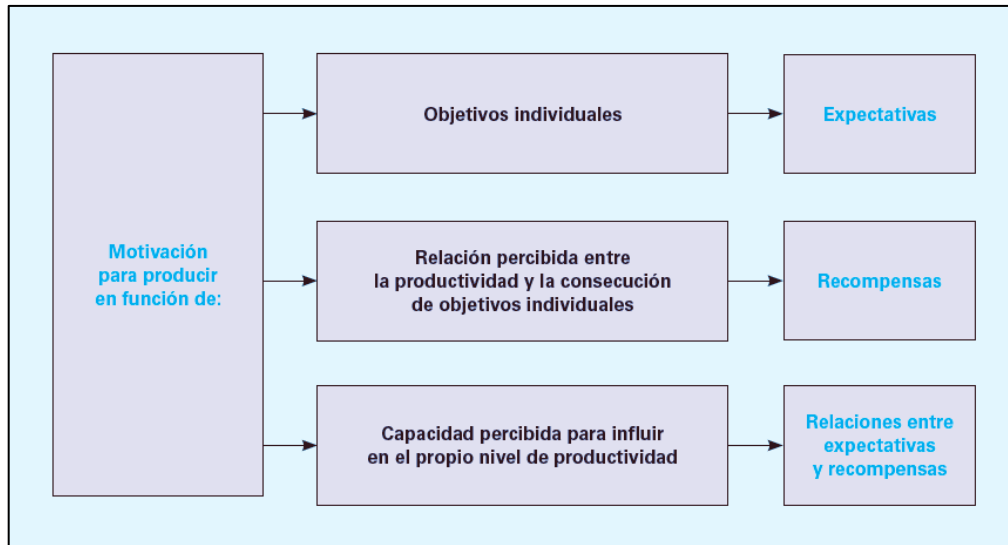 Objetivos individuales
Expectativas
Motivación
para producir
en función de:
Relación percibida entre
la productividad y la consecución
de objetivos individuales
Recompensas
Capacidad percibida para influir
en el propio nivel de productividad
Relaciones entre
expectativas
y recompensas